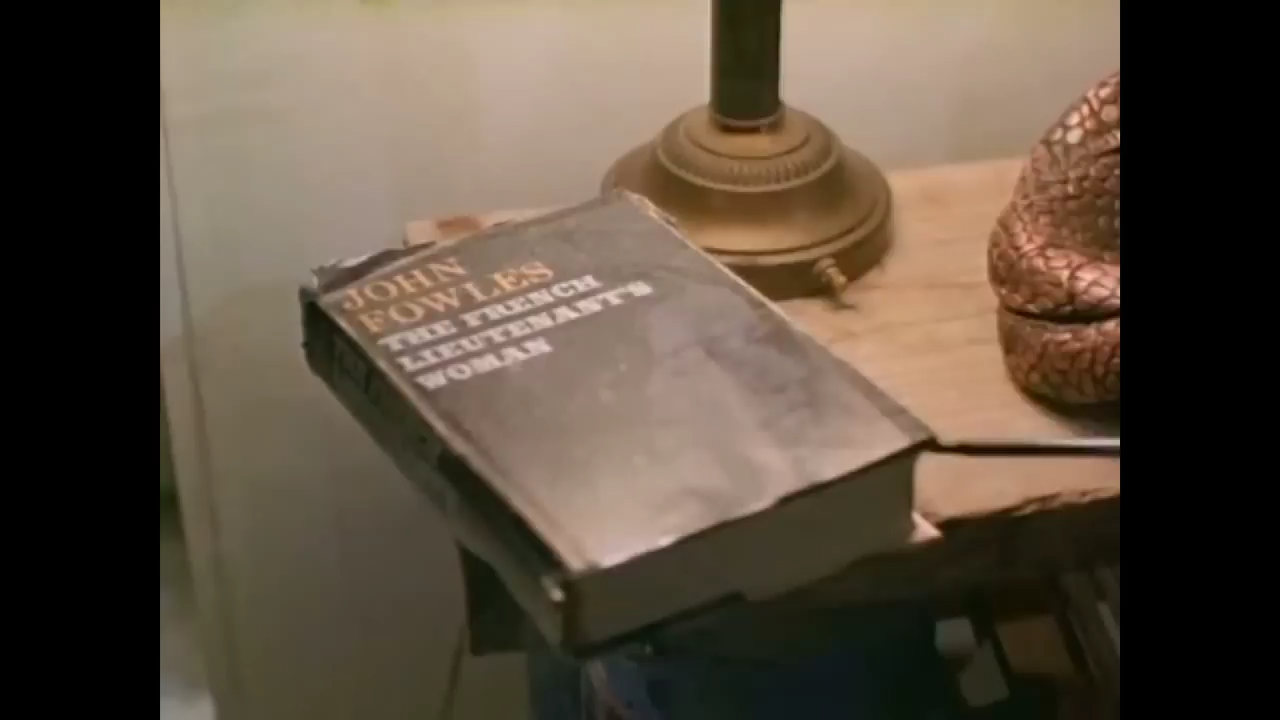 JOHN
FOWLES
THE FRENCH
LIEUTENANT'S
WOMAN